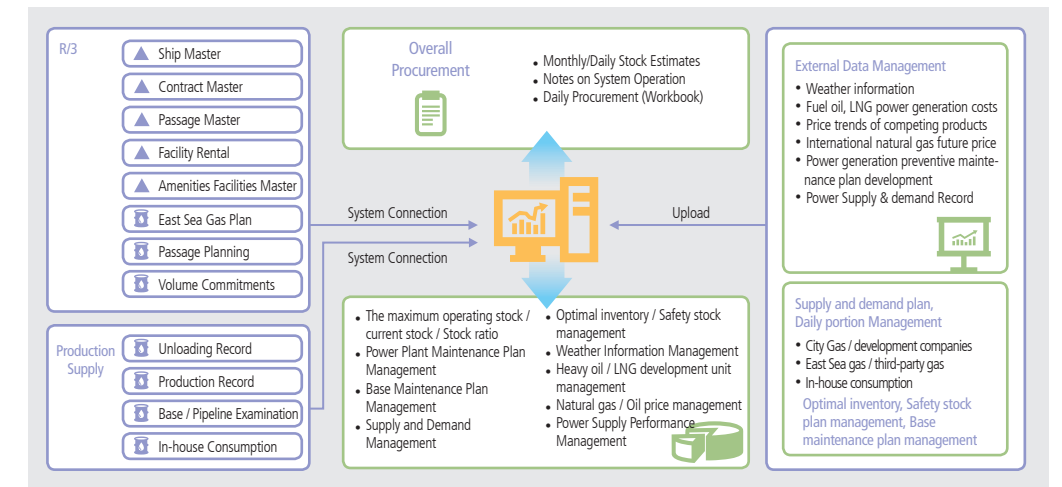 R/3
Ship Master
Contract Master
Passage Master
Facility Rental
Amenities Facilities Master
East Sea Gas Plan
Passage Planning
Volume Commitments
Production
Supply
Unloading Record
Production Record
Base / Pipeline Examination
In-house Consumption
System Connection
System Connection
Overall
Procurement
• Monthly/Daily Stock Estimates
• Notes on System Operation
• Daily Procurement (Workbook)
Upload
• The maximum operating stock /
current stock / Stock ratio
• Power Plant Maintenance Plan
Management
• Base Maintenance Plan
Management
• Supply and Demand
Management
• Optimal inventory / Safety stock
management
• Weather Information Management
• Heavy oil / LNG development unit
management
• Natural gas / Oil price management
• Power Supply Performance
Management
External Data Management
• Weather information
• Fuel oil, LNG power generation costs
• Price trends of competing products
• International natural gas future price
• Power generation preventive mainte-
nance plan development
• Power Supply & demand Record
Supply and demand plan,
Daily portion Management
• City Gas / development companies
• East Sea gas / third-party gas
• In-house consumption
Optimal inventory, Safety stock
plan management, Base
maintenance plan management